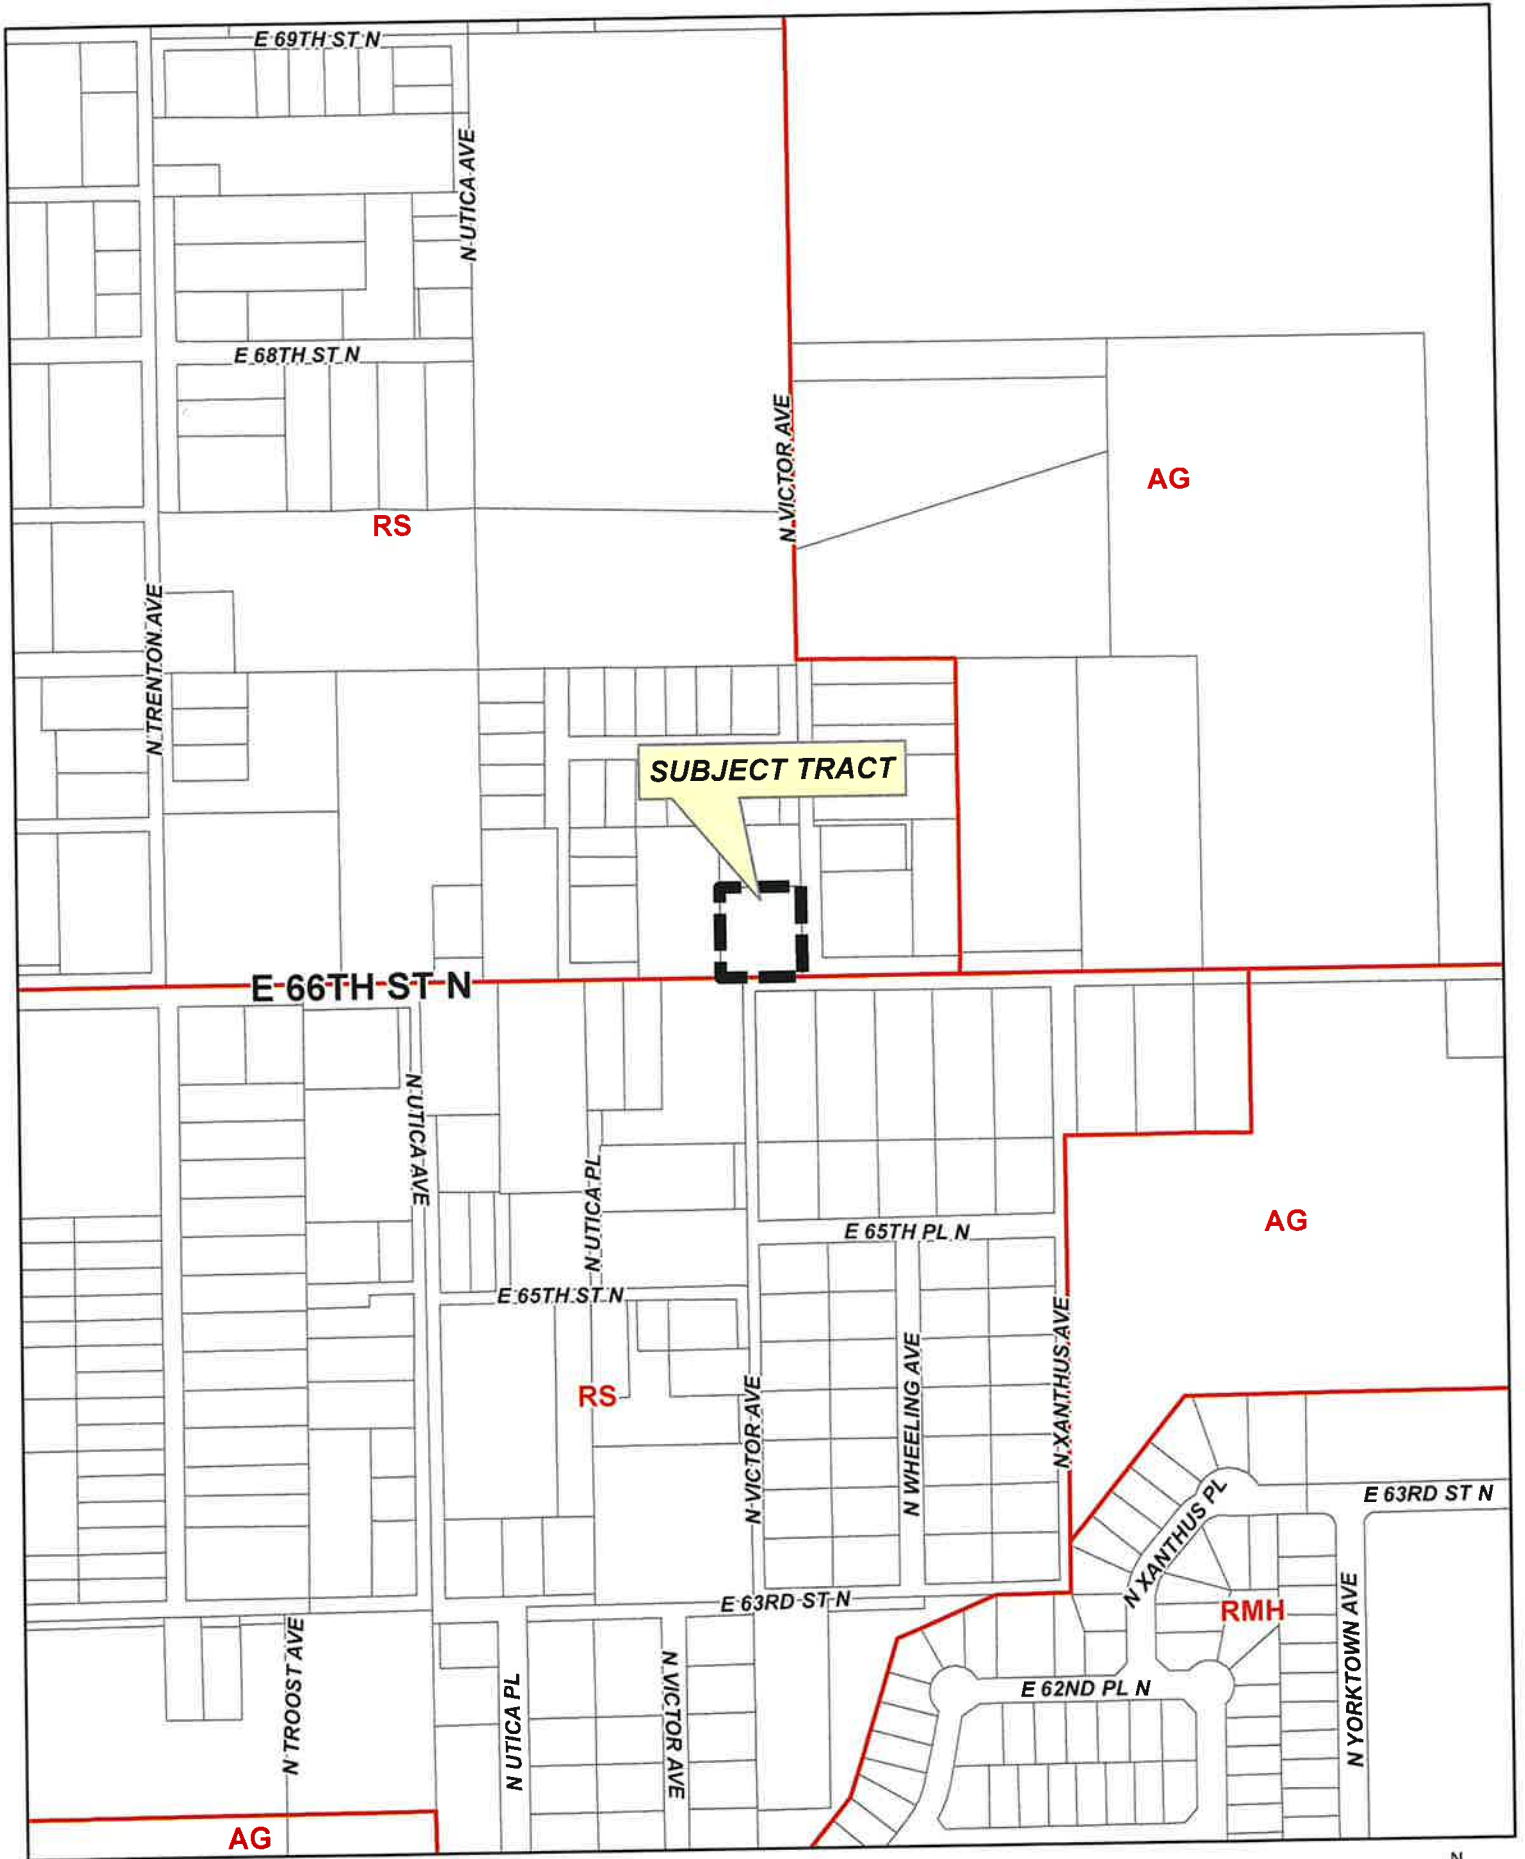 E 69TH ST N
N UTICA AVE
E 68TH ST N
N VICTOR AVE
AG
RS
N TRENTON AVE
SUBJECT TRACT
E 66TH ST N
N UTICA AVE
N UTICA PL
E 65TH PL N
AG
E 65TH ST N
N XANTHUS AVE
N WHEELING AVE
RS
N VICTOR AVE
E 63RD ST N
N XANTHUS PL
E 63RD ST N
RMH
N YORKTOWN AVE
N TROOST AVE
N UTICA PL
N VICTOR AVE
E 62ND PL N
AG
N